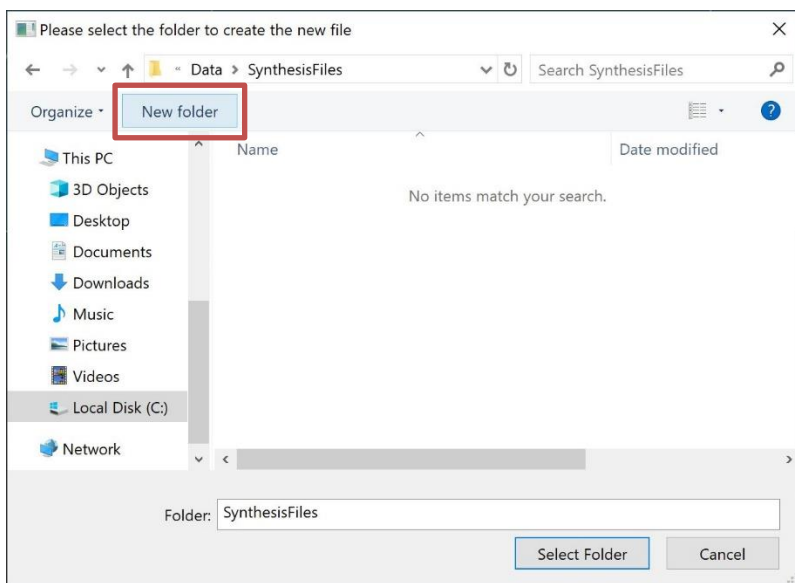 Please select the folder to create the new file
« Data > SynthesisFiles
Search SynthesisFiles
Organize
New folder
?
Name
Date modified
No items match your search.
This PC
3D Objects
Desktop
Documents
Downloads
Music
Pictures
Videos
Local Disk (C:)
Network
Folder: SynthesisFiles
Select Folder
Cancel